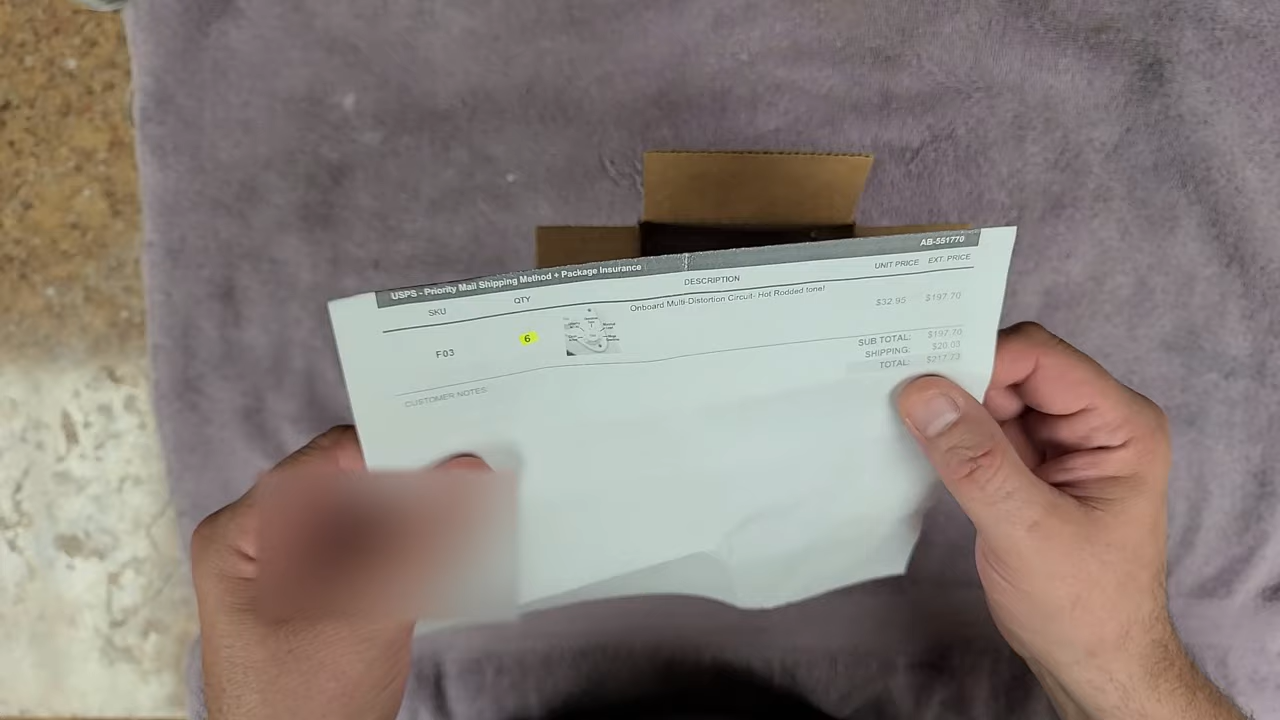 USPS - Priority Mail Shipping Method + Package Insurance AB-551770
SKU QTY DESCRIPTION UNIT PRICE EXT. PRICE
F03 6 Onboard Multi-Distortion Circuit- Hot Rodded tone! $32.95 $197.70
SUB TOTAL: $197.70
SHIPPING: $20.03
TOTAL: $217.73
CUSTOMER NOTES: